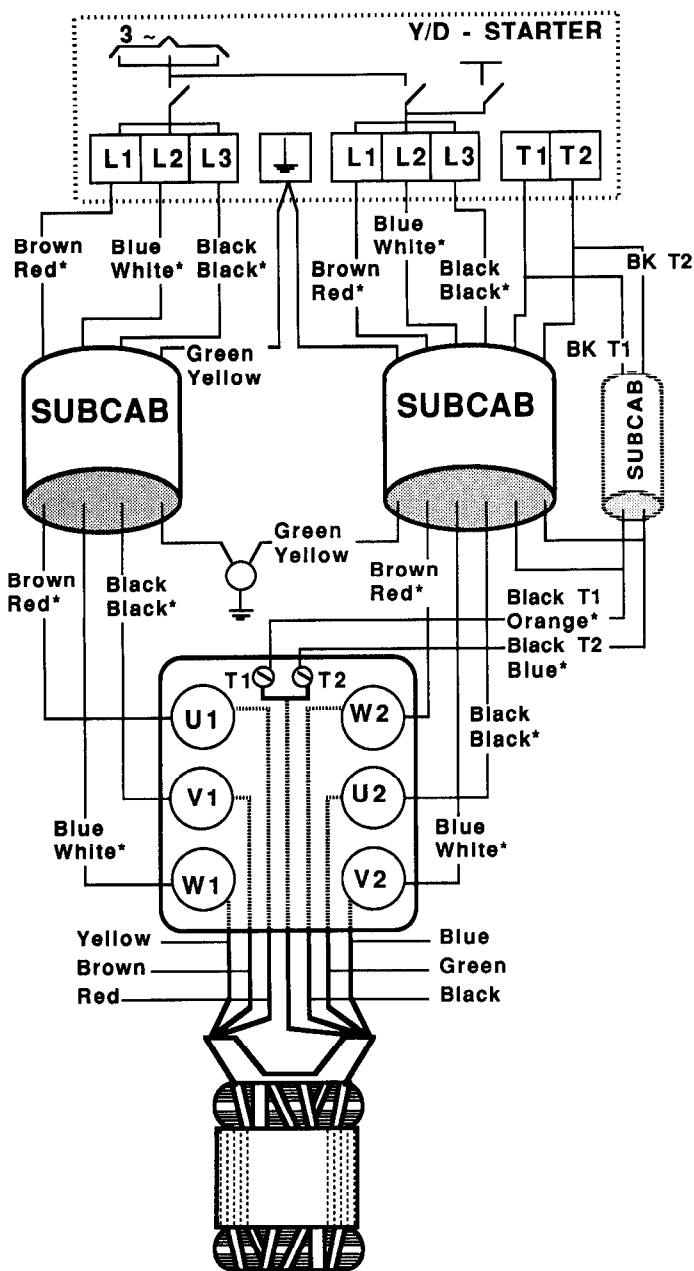 3 ~
Y/D - STARTER
L1 L2 L3
L1 L2 L3
T1 T2
Brown
Red*
Blue
White*
Black
Black*
Blue
White*
Brown
Red*
Black
Black*
BK T2
Green
Yellow
BK T1
SUBCAB
SUBCAB
SUBCAB
Green
Yellow
Brown
Red*
Black
Black*
Brown
Red*
Black T1
Orange*
Black T2
Blue*
T1 T2
U1
W2
Black
Black*
V1
U2
Blue
White*
Blue
White*
W1
V2
Yellow
Blue
Brown
Green
Red
Black